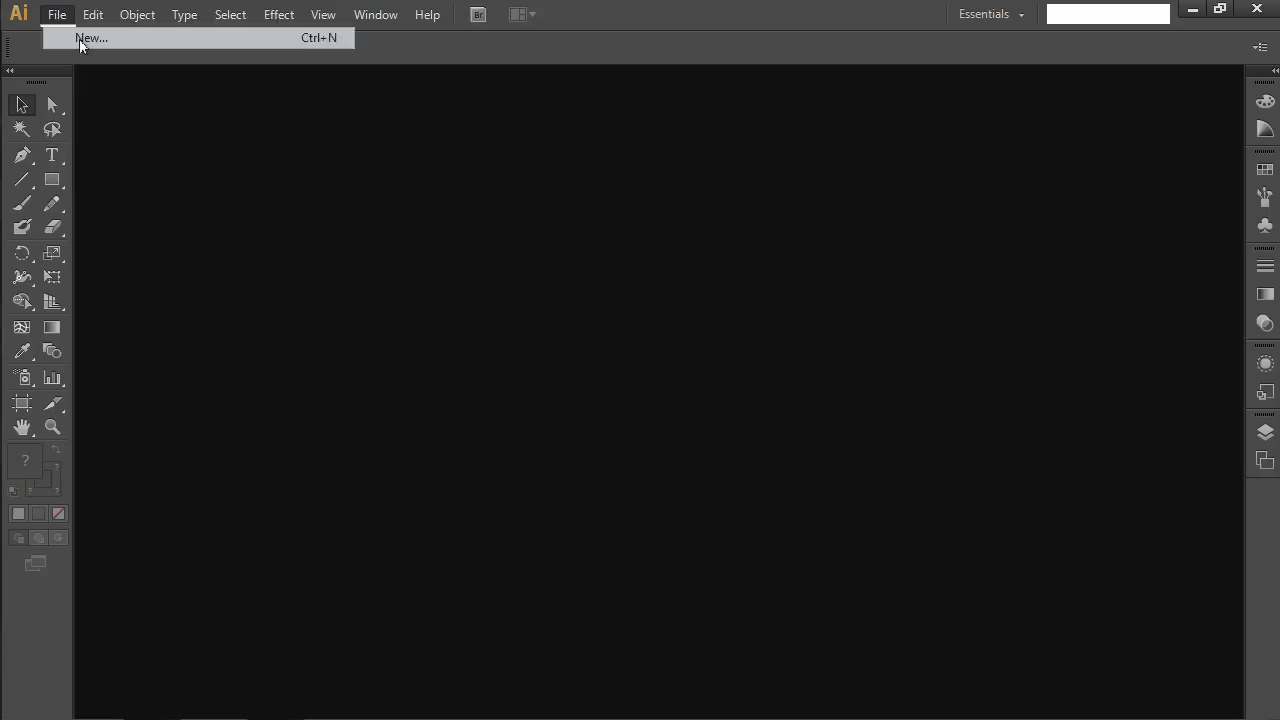 Ai File Edit Object Type Select Effect View Window Help Br Essentials
New... Ctrl+N
T
?
? ? ?